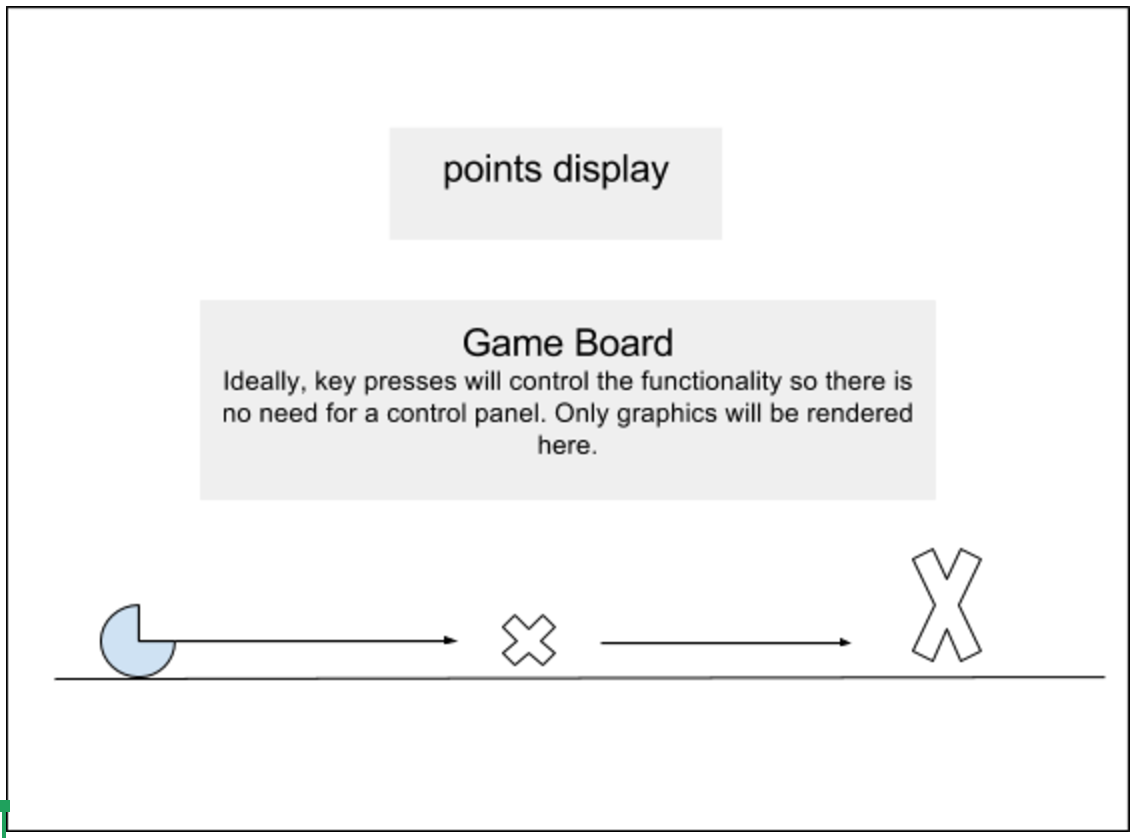 points display
Game Board
Ideally, key presses will control the functionality so there is
no need for a control panel. Only graphics will be rendered
here.